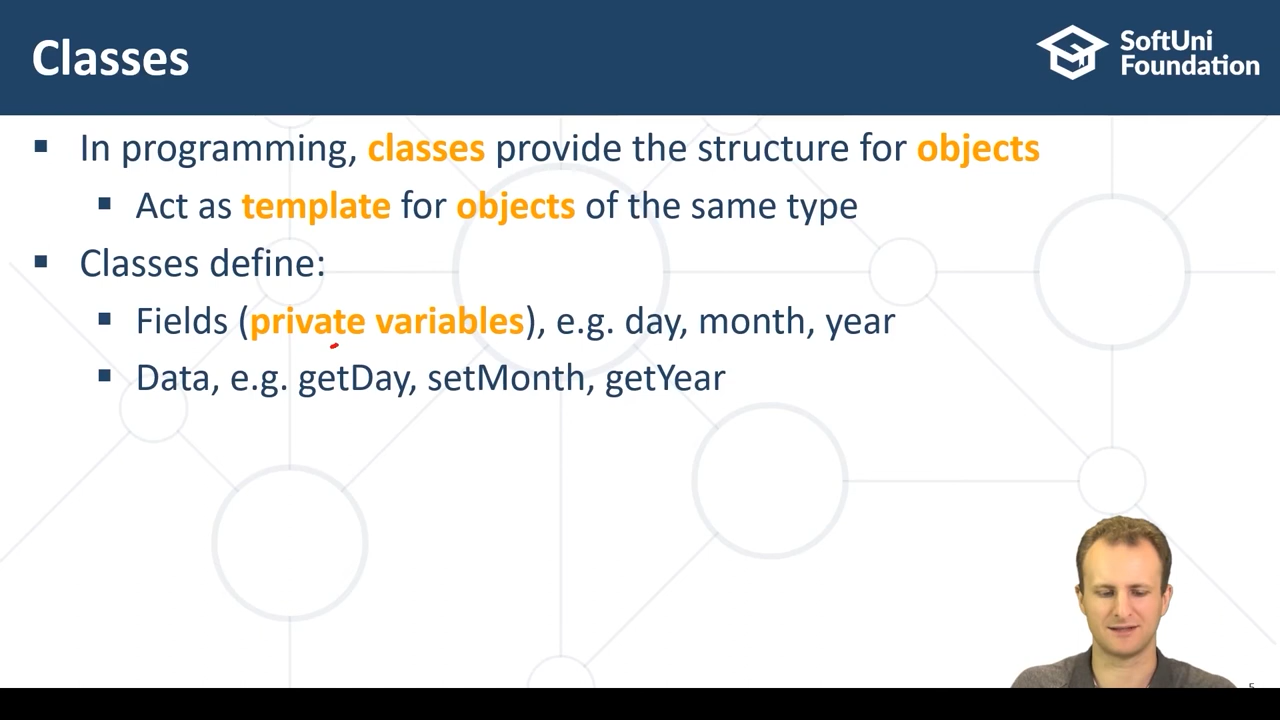 Classes
SoftUni
Foundation
In programming, classes provide the structure for objects
Act as template for objects of the same type
Classes define:
Fields (private variables), e.g. day, month, year
Data, e.g. getDay, setMonth, getYear